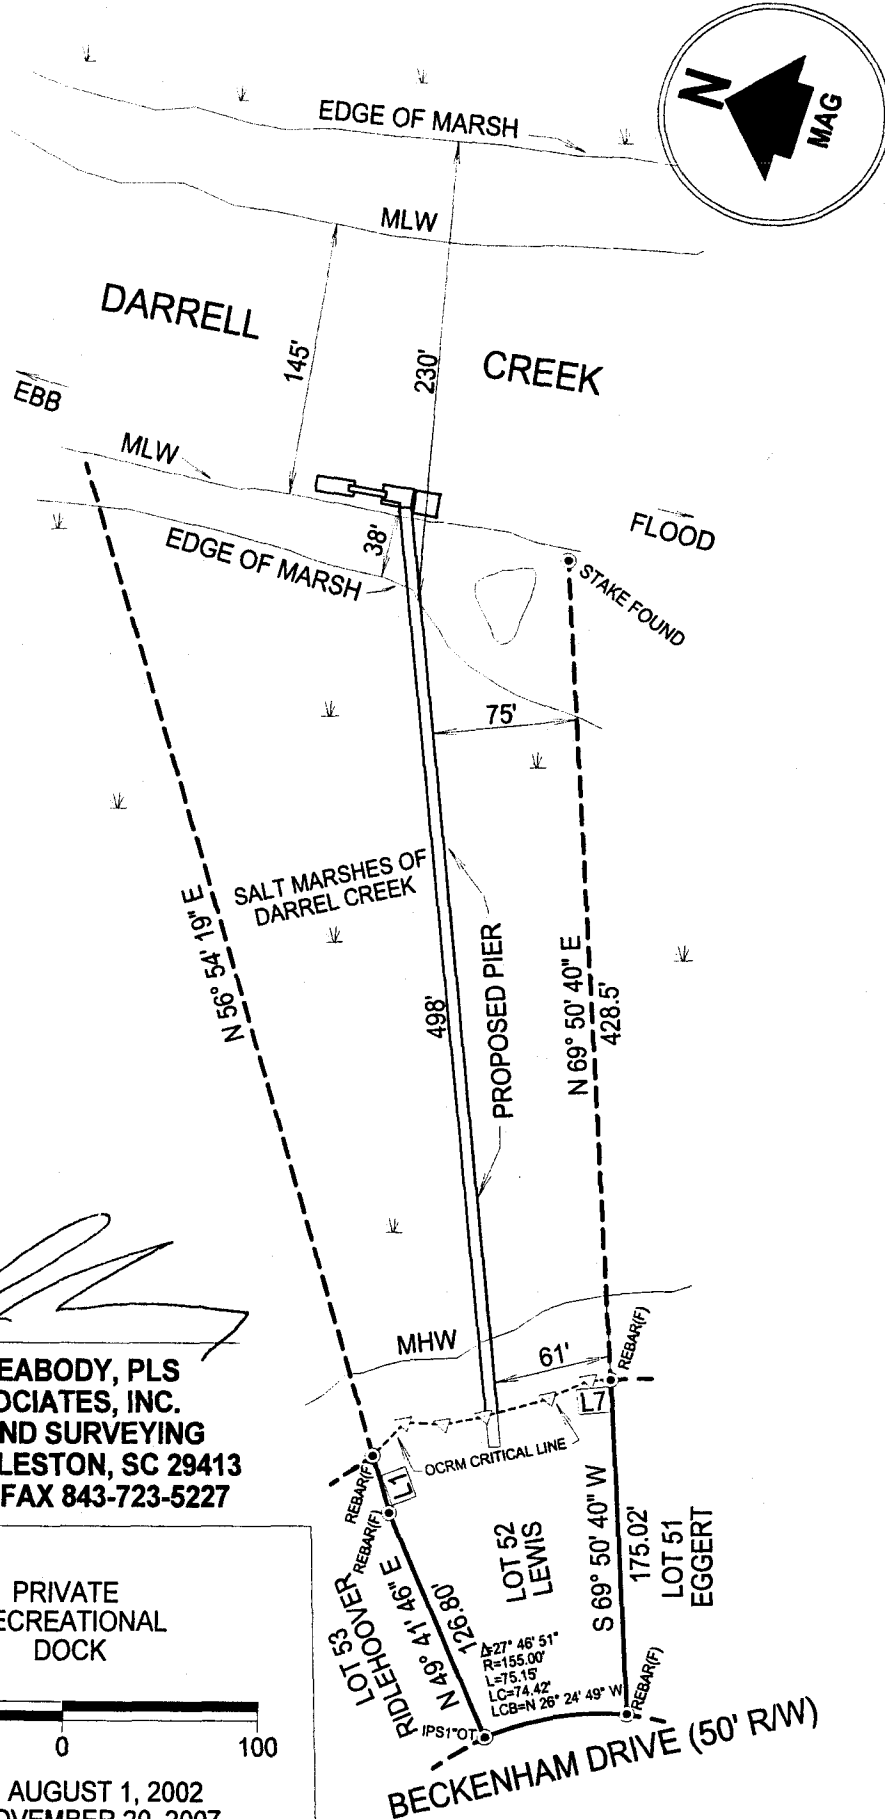 N
MAG
EDGE OF MARSH
MLW
DARRELL
CREEK
145'
230'
EBB
MLW
FLOOD
38'
EDGE OF MARSH
STAKE FOUND
75'
SALT MARSHES OF
DARREL CREEK
N 56° 54' 19" E
498'
PROPOSED PIER
N 69° 50' 40" E
428.5'
MHW
61'
REBAR(F)
L7
OCRM CRITICAL LINE
REBAR(F)
L1
REBAR(F)
EABODY, PLS
OCIATES, INC.
ND SURVEYING
LESTON, SC 29413
FAX 843-723-5227
LOT 52
LEWIS
S 69° 50' 40" W
175.02'
LOT 51
EGGERT
LOT 53
RIDLEHOOVER
N 49° 41' 46" E
126.80'
Δ=27° 46' 51"
R=155.00'
L=75.15'
LC=74.42'
LCB=N 26° 24' 49" W
REBAR(F)
IPS1"OT
BECKENHAM DRIVE (50' R/W)
PRIVATE
ECREATIONAL
DOCK
0
100
AUGUST 1, 2002
OVEMBER 20, 2007